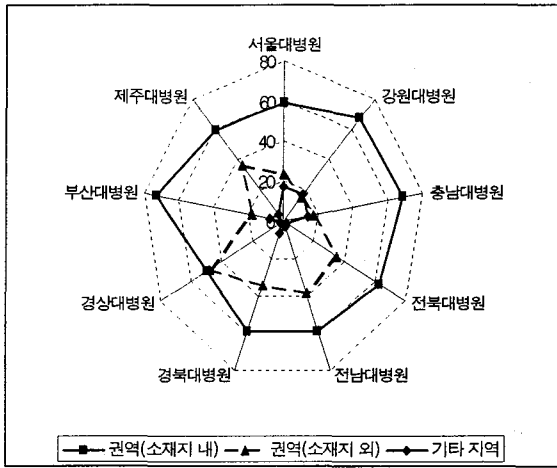 서울대병원
80
제주대병원
강원대병원
60
40
부산대병원
20
충남대병원
0
경상대병원
전북대병원
경북대병원
전남대병원
권역(소재지 내) 권역(소재지 외) 기타 지역